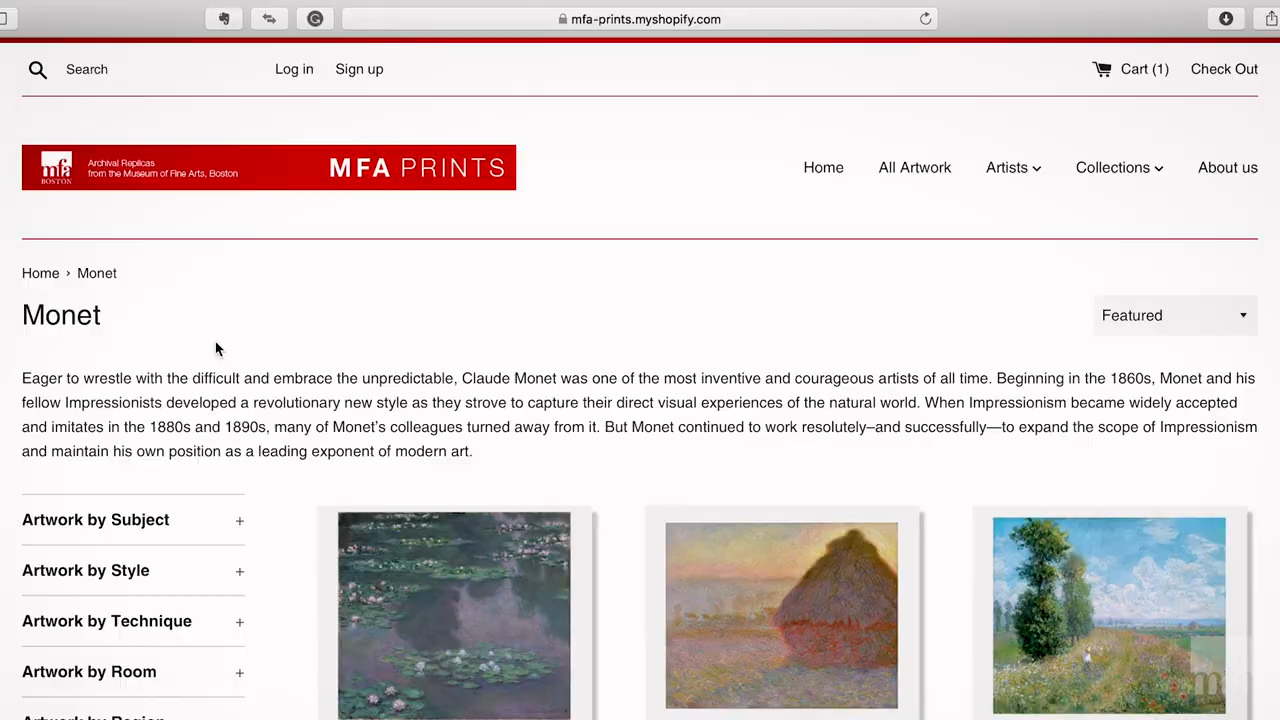 mfa-prints.myshopify.com
Search
Log in
Sign up
Cart (1)
Check Out
mfa
BOSTON
Archival Replicas
from the Museum of Fine Arts, Boston
MFA PRINTS
Home
All Artwork
Artists
Collections
About us
Home › Monet
Monet
Featured
Eager to wrestle with the difficult and embrace the unpredictable, Claude Monet was one of the most inventive and courageous artists of all time. Beginning in the 1860s, Monet and his
fellow Impressionists developed a revolutionary new style as they strove to capture their direct visual experiences of the natural world. When Impressionism became widely accepted
and imitates in the 1880s and 1890s, many of Monet's colleagues turned away from it. But Monet continued to work resolutely–and successfully—to expand the scope of Impressionism
and maintain his own position as a leading exponent of modern art.
Artwork by Subject +
Artwork by Style +
Artwork by Technique +
Artwork by Room +
Artwork by Region